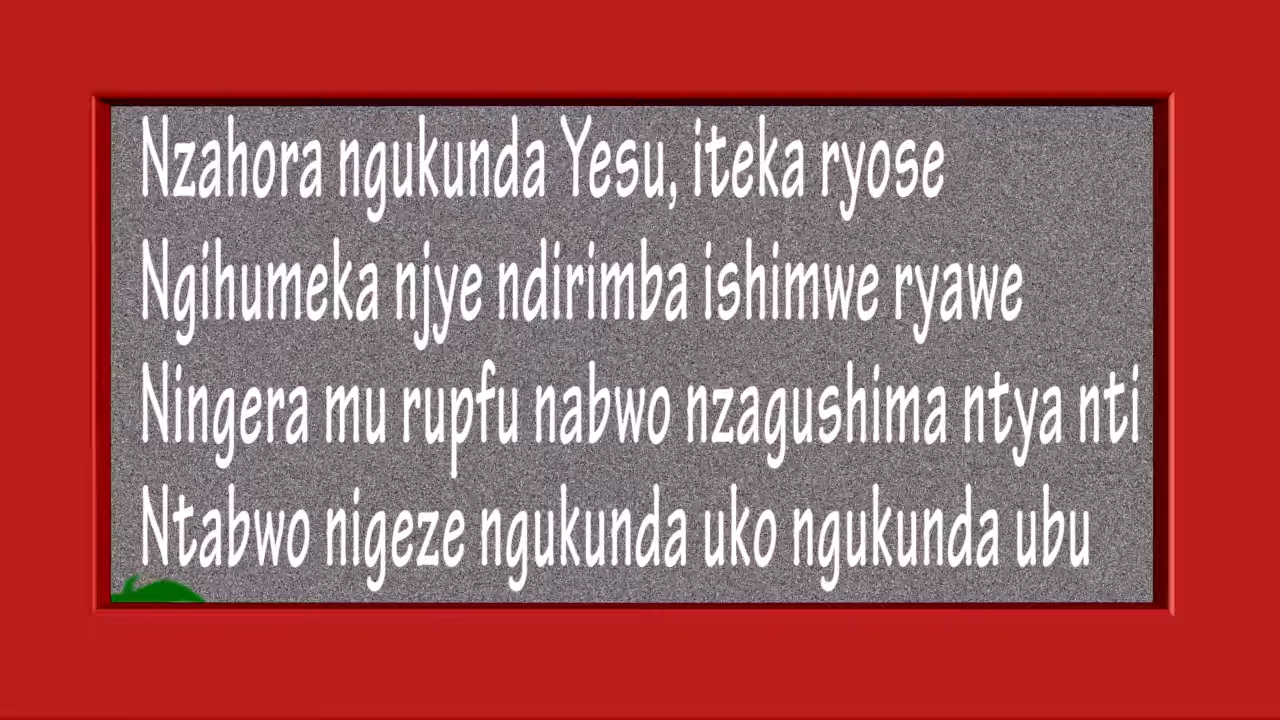 Nzahora ngukunda Yesu, iteka ryose
Ngihumeka njye ndirimba ishimwe ryawe
Ningera mu rupfu nabwo nzagushima ntya nti
Ntabwo nigeze ngukunda uko ngukunda ubu